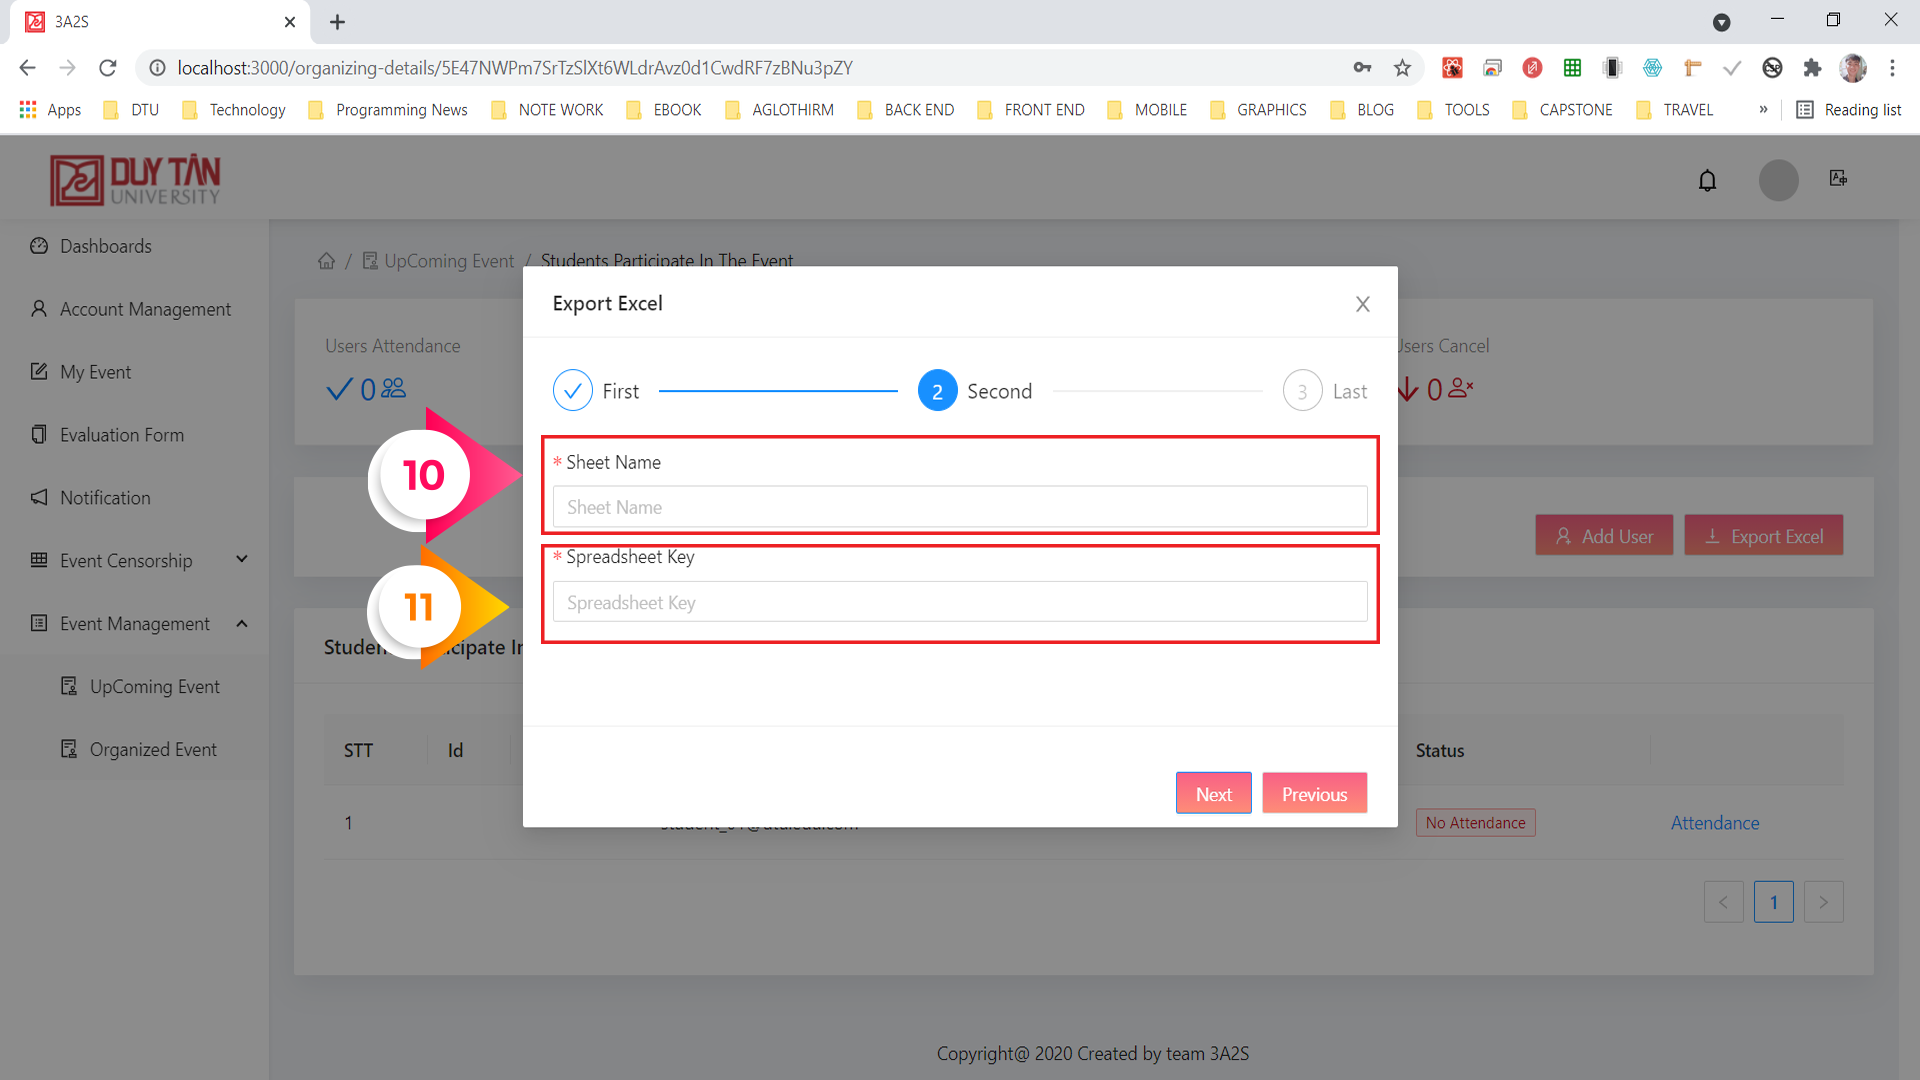 3A2S
localhost:3000/organizing-details/5E47NWPm7SrTzSlXt6WLdrAvz0d1CwdRF7zBNu3pZY
Apps DTU Technology Programming News NOTE WORK EBOOK AGLOTHIRM BACK END FRONT END MOBILE GRAPHICS BLOG TOOLS CAPSTONE TRAVEL » Reading list
DUY TÂN
UNIVERSITY
Dashboards
Account Management
My Event
Evaluation Form
Notification
Event Censorship
Event Management
UpComing Event
Organized Event
/ UpComing Event / Students Participate In The Event
Users Attendance
0
Users Cancel
0
Add User
Export Excel
Export Excel
First
2 Second
3 Last
10
* Sheet Name
Sheet Name
11
* Spreadsheet Key
Spreadsheet Key
Next
Previous
STT Id Status
1 No Attendance Attendance
< 1 >
Copyright@ 2020 Created by team 3A2S